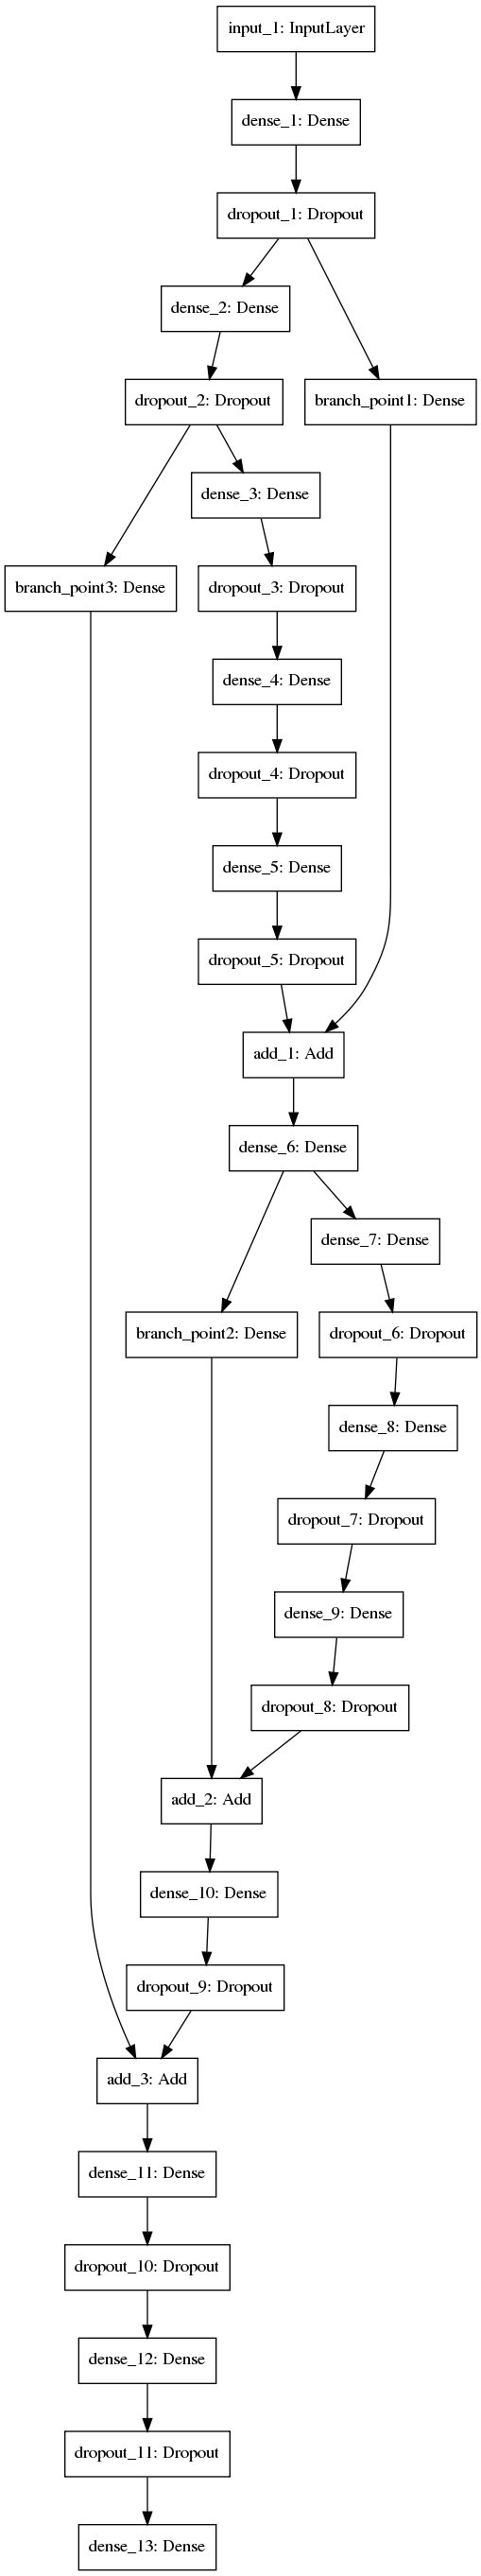 input_1: InputLayer
dense_1: Dense
dropout_1: Dropout
dense_2: Dense
dropout_2: Dropout
branch_point1: Dense
dense_3: Dense
branch_point3: Dense
dropout_3: Dropout
dense_4: Dense
dropout_4: Dropout
dense_5: Dense
dropout_5: Dropout
add_1: Add
dense_6: Dense
dense_7: Dense
branch_point2: Dense
dropout_6: Dropout
dense_8: Dense
dropout_7: Dropout
dense_9: Dense
dropout_8: Dropout
add_2: Add
dense_10: Dense
dropout_9: Dropout
add_3: Add
dense_11: Dense
dropout_10: Dropout
dense_12: Dense
dropout_11: Dropout
dense_13: Dense